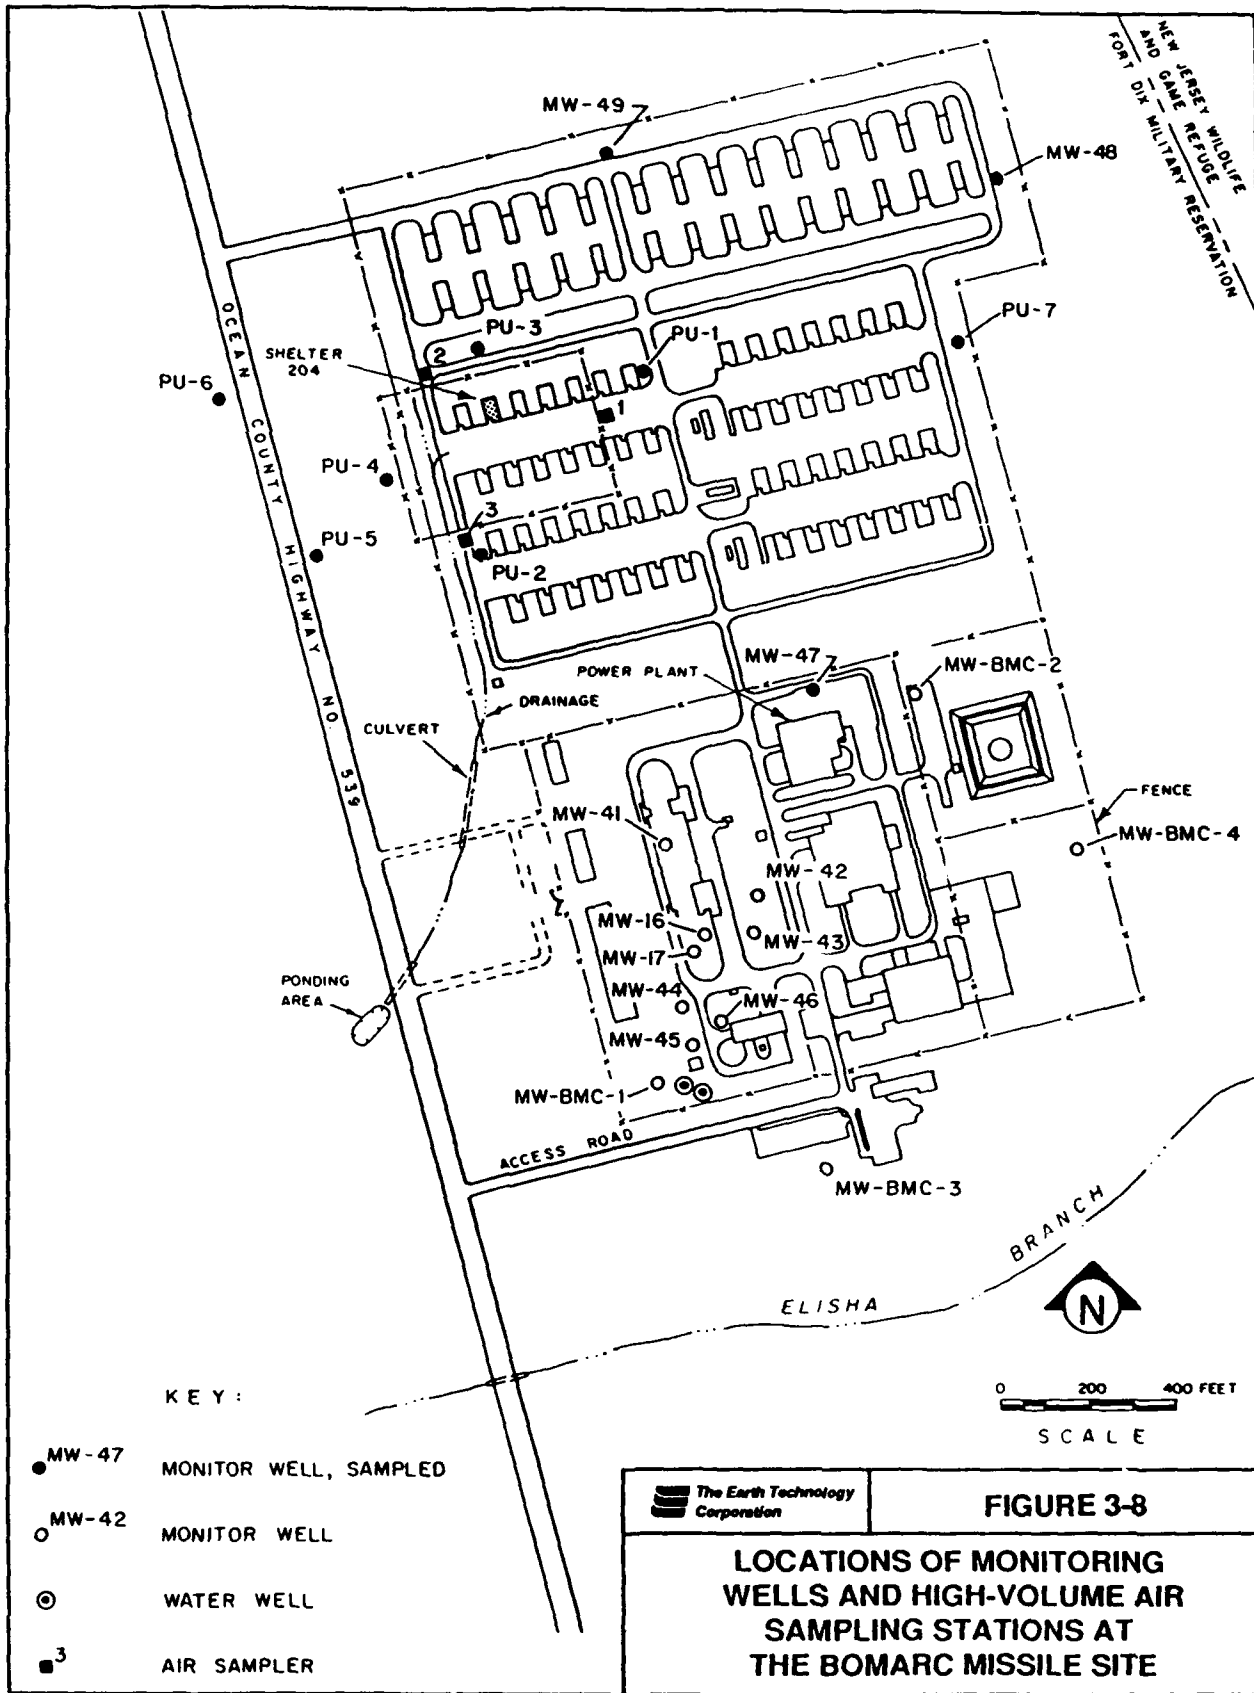 NEW JERSEY WILDLIFE
AND GAME REFUGE
FORT DIX MILITARY RESERVATION
MW-49
MW-48
OCEAN COUNTY HIGHWAY NO. 539
PU-3
PU-1
PU-7
SHELTER
204
2
PU-6
1
PU-4
3
PU-5
PU-2
MW-47
MW-BMC-2
POWER PLANT
DRAINAGE
CULVERT
FENCE
MW-41
MW-BMC-4
MW-42
MW-16
MW-43
MW-17
PONDING
AREA
MW-44
MW-46
MW-45
MW-BMC-1
ACCESS ROAD
MW-BMC-3
ELISHA BRANCH
N
0 200 400 FEET
SCALE
KEY:
MW-47 MONITOR WELL, SAMPLED
MW-42 MONITOR WELL
WATER WELL
3 AIR SAMPLER
The Earth Technology
Corporation
FIGURE 3-8
LOCATIONS OF MONITORING
WELLS AND HIGH-VOLUME AIR
SAMPLING STATIONS AT
THE BOMARC MISSILE SITE